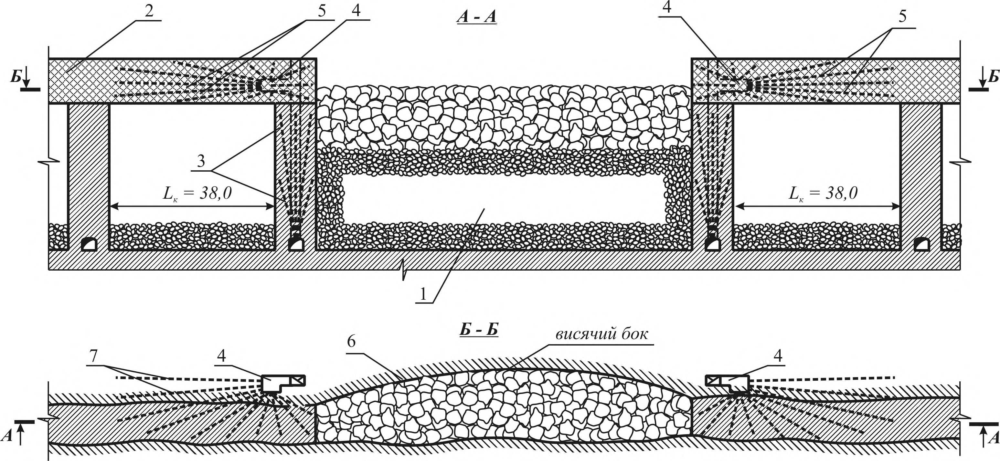 2
5
4
А - А
4
5
Б
Б
3
Lк = 38,0
Lк = 38,0
1
Б - Б
висячий бок
6
7
4
4
А
А